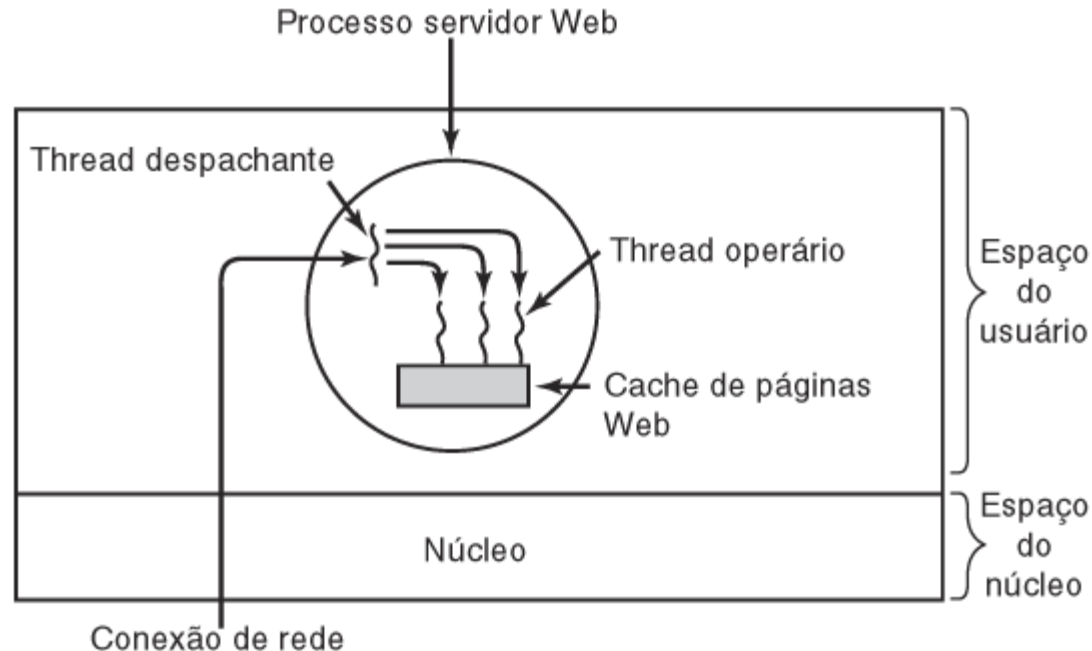 Processo servidor Web
Thread despachante
Thread operário
Espaço
do
usuário
Cache de páginas
Web
Núcleo
Espaço
do
núcleo
Conexão de rede